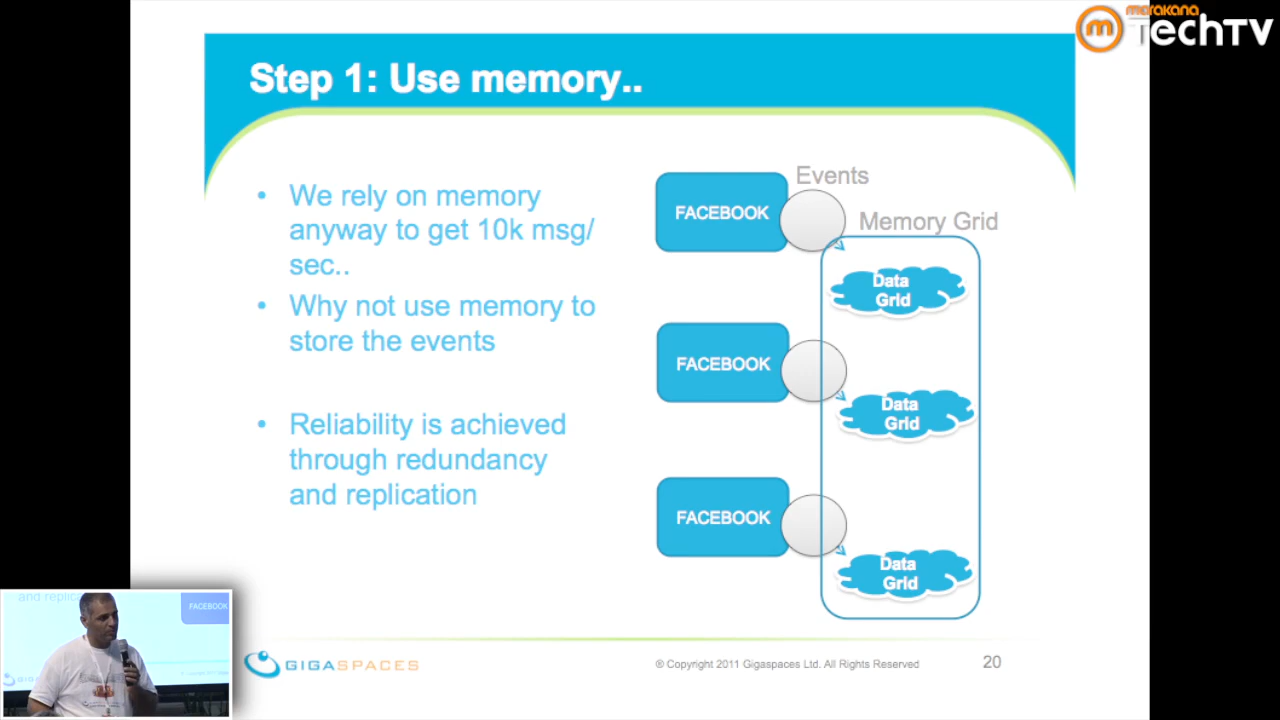 marakana
TechTV
Step 1: Use memory..
• We rely on memory
anyway to get 10k msg/
sec..
• Why not use memory to
store the events
• Reliability is achieved
through redundancy
and replication
Events
Memory Grid
FACEBOOK
Data
Grid
FACEBOOK
Data
Grid
FACEBOOK
Data
Grid
and replica
FACEBOOK
GIGASPACES
© Copyright 2011 Gigaspaces Ltd. All Rights Reserved
20